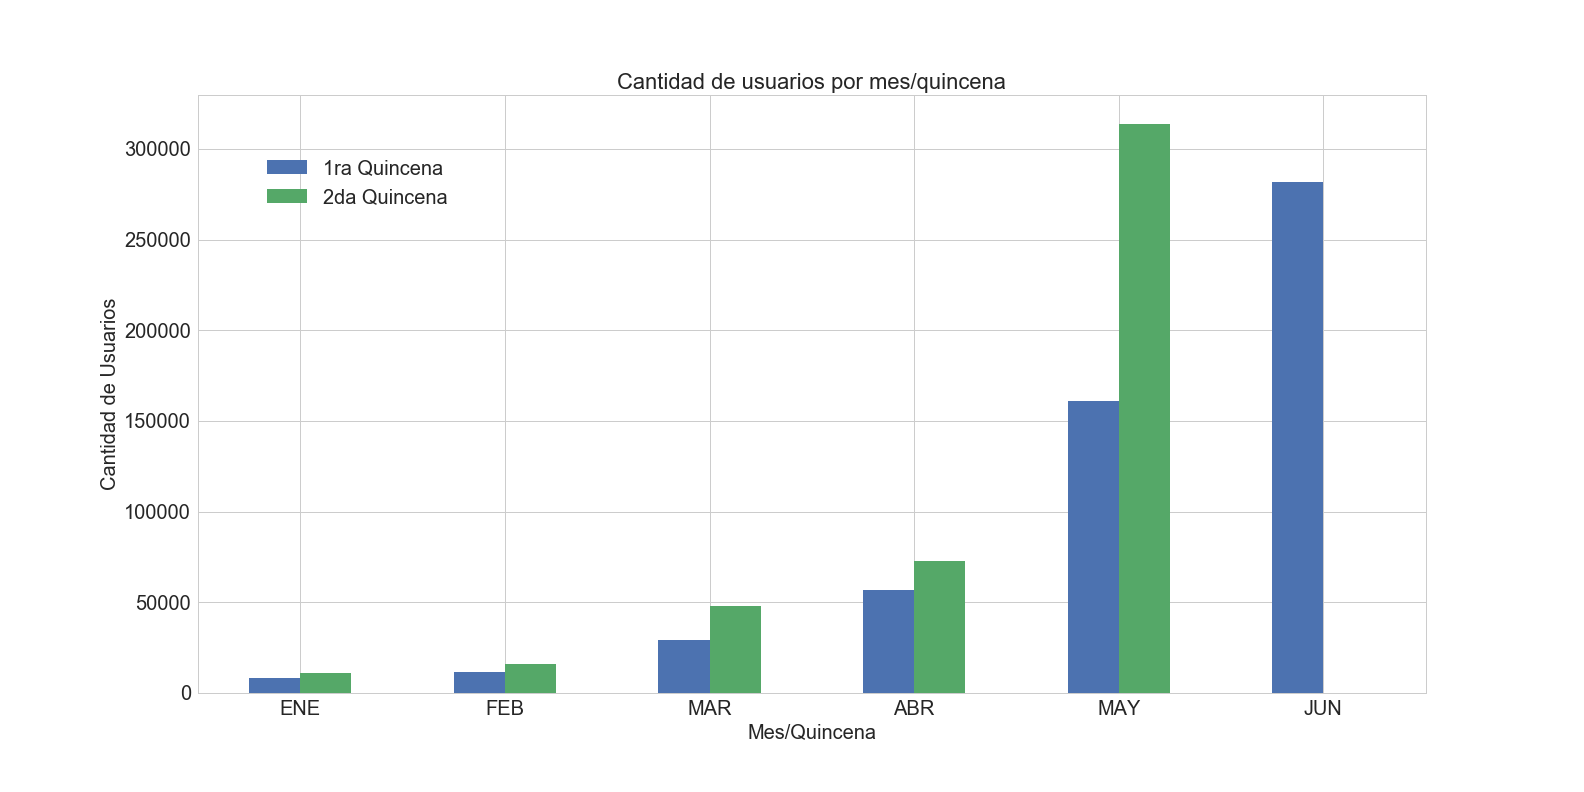 Cantidad de usuarios por mes/quincena
300000
250000
200000
150000
100000
50000
0
Cantidad de Usuarios
1ra Quincena
2da Quincena
ENE FEB MAR ABR MAY JUN
Mes/Quincena